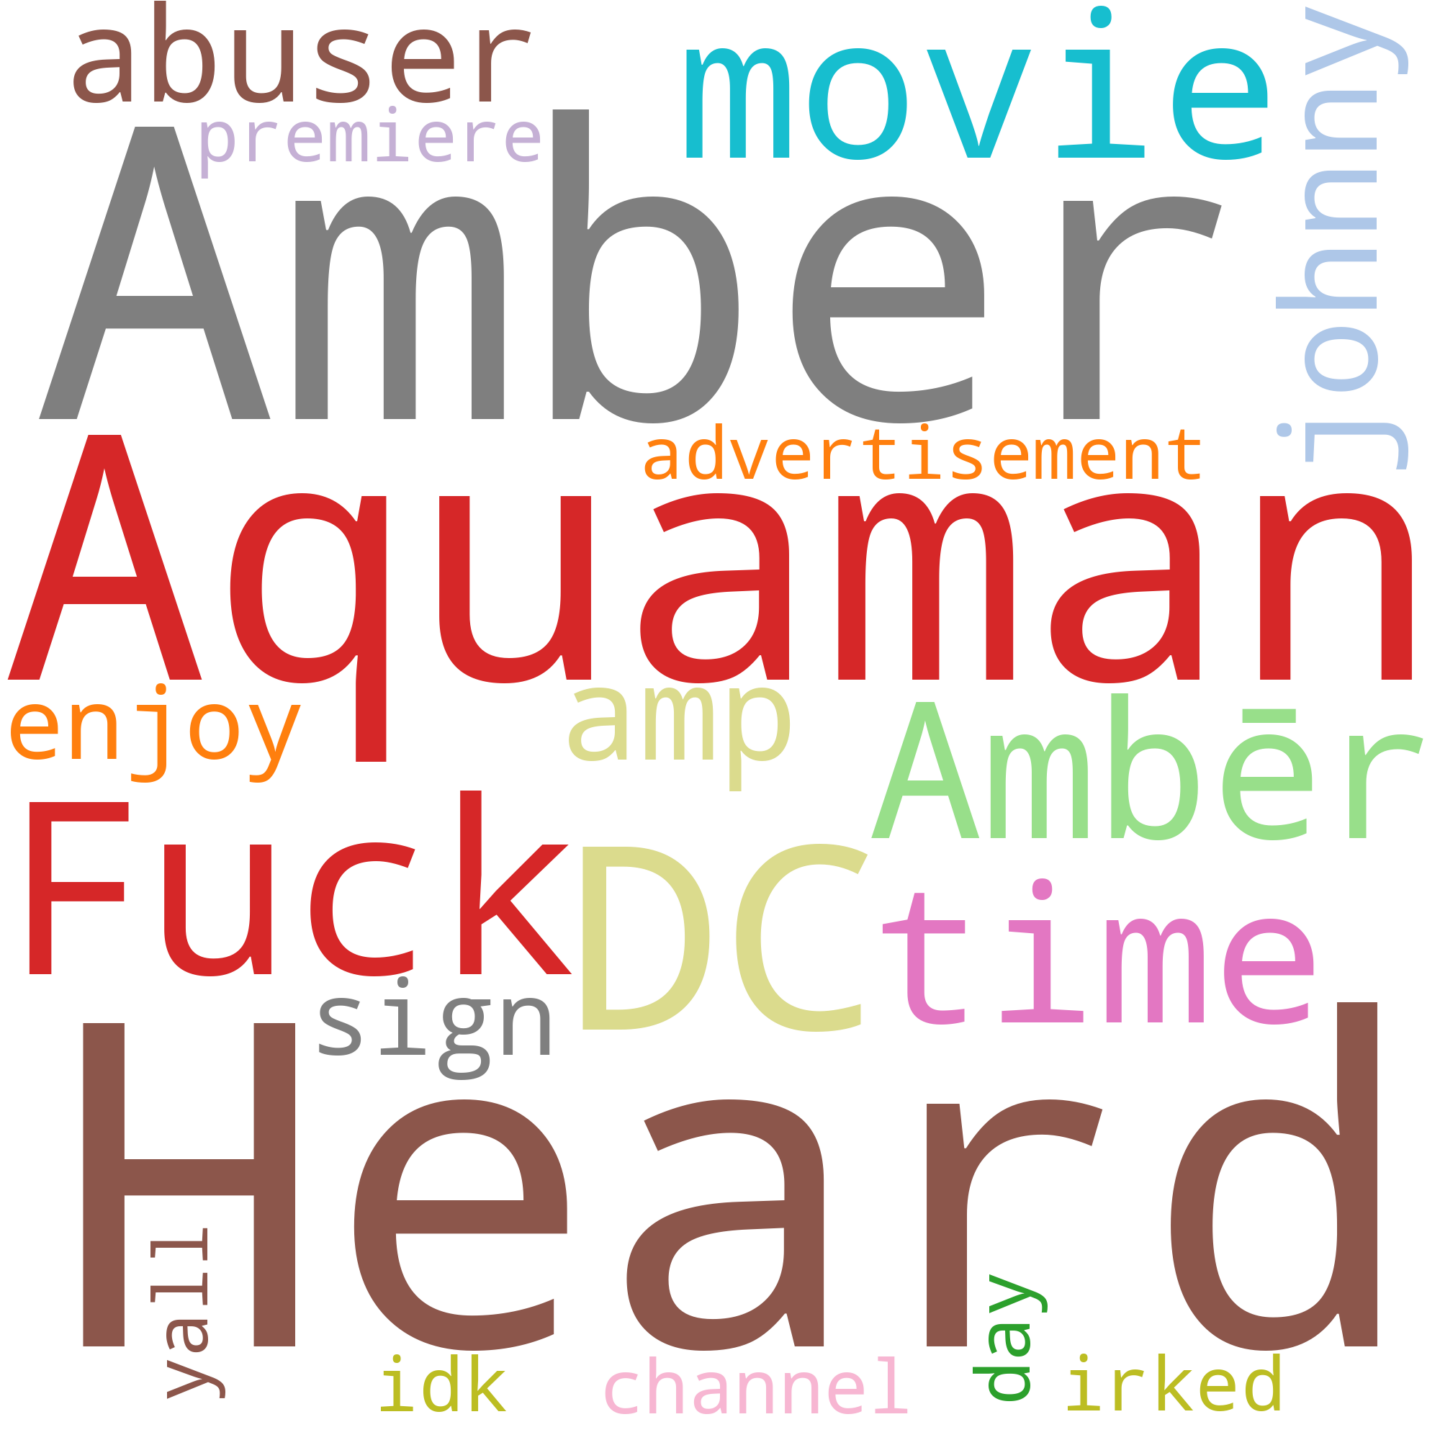 abuser
movie
johnny
premiere
Amber
advertisement
Aquaman
enjoy
amp
Ambēr
Fuck
DC
time
sign
Heard
yall
idk
channel
day
irked